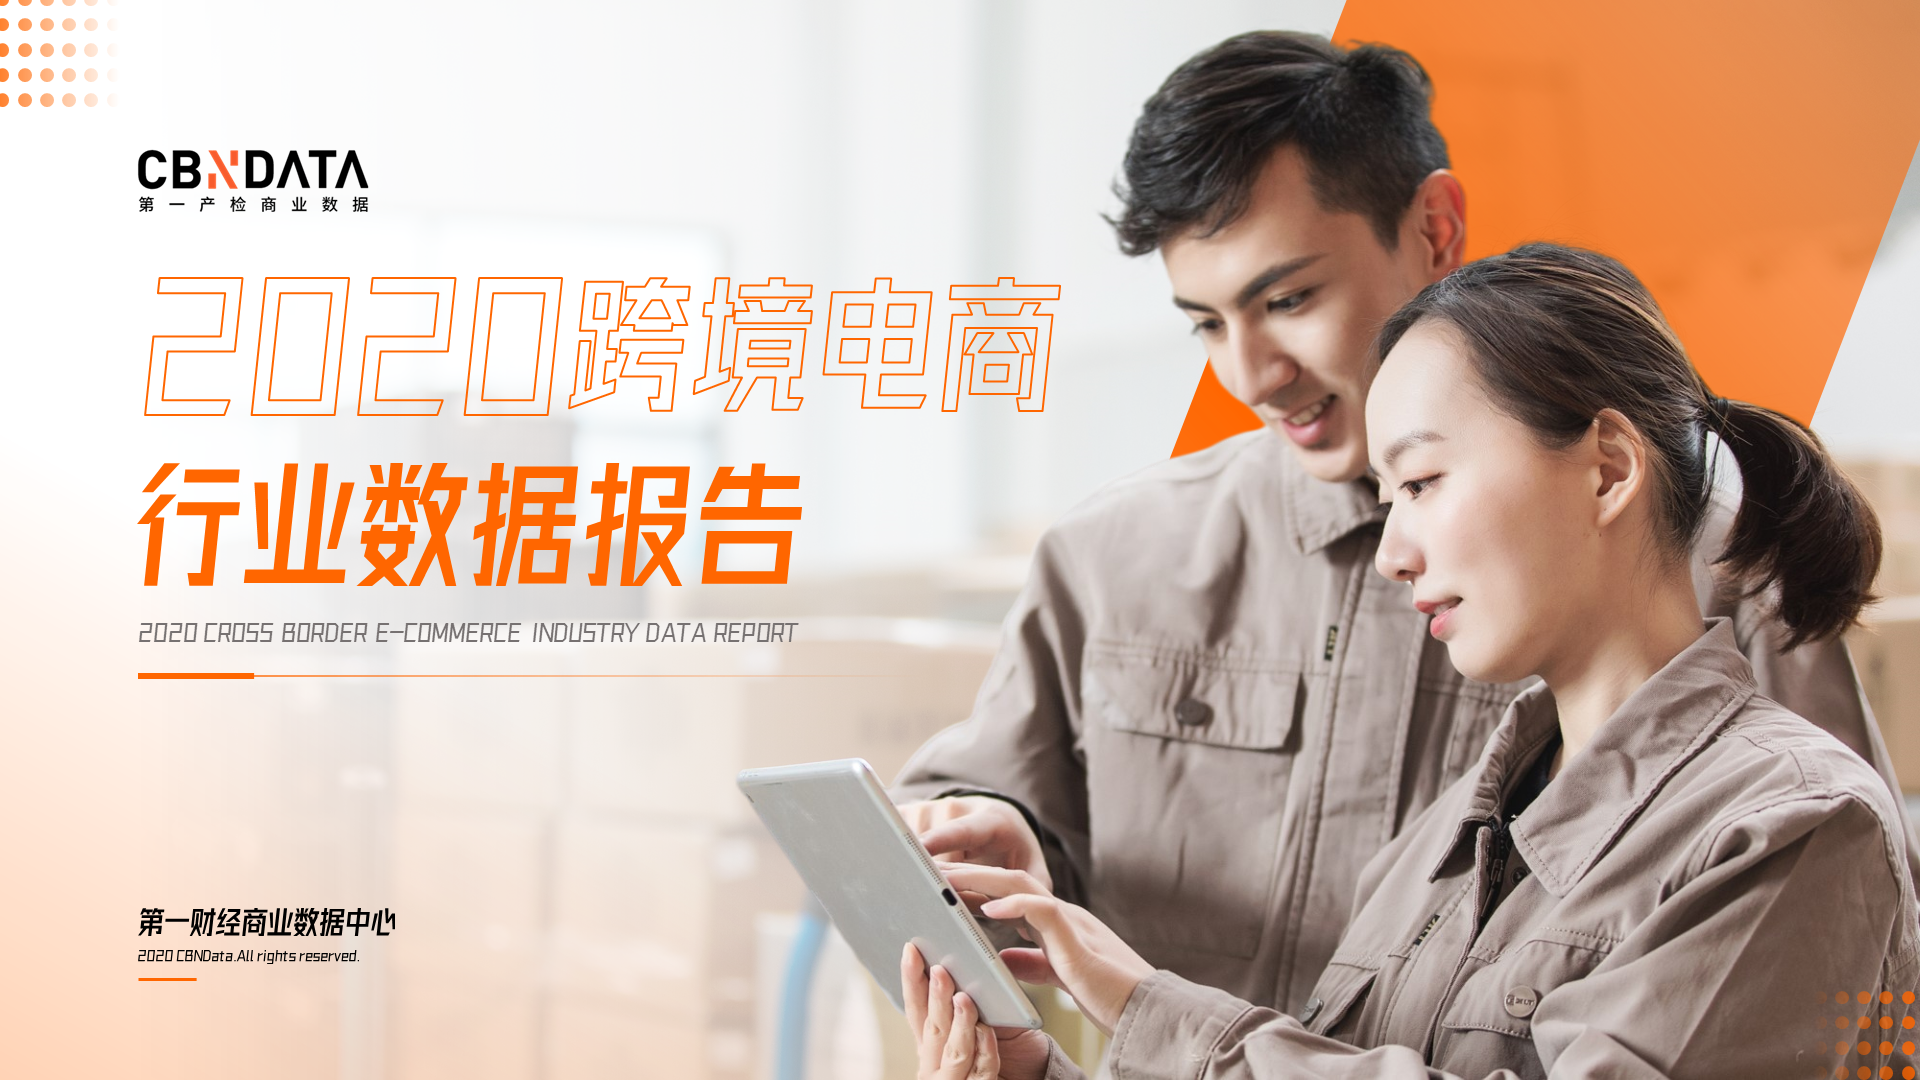 CBNDATA
第一产检商业数据
2020跨境电商
行业数据报告
2020 CROSS BORDER E-COMMERCE INDUSTRY DATA REPORT
第一财经商业数据中心
2020 CBNData.All rights reserved.